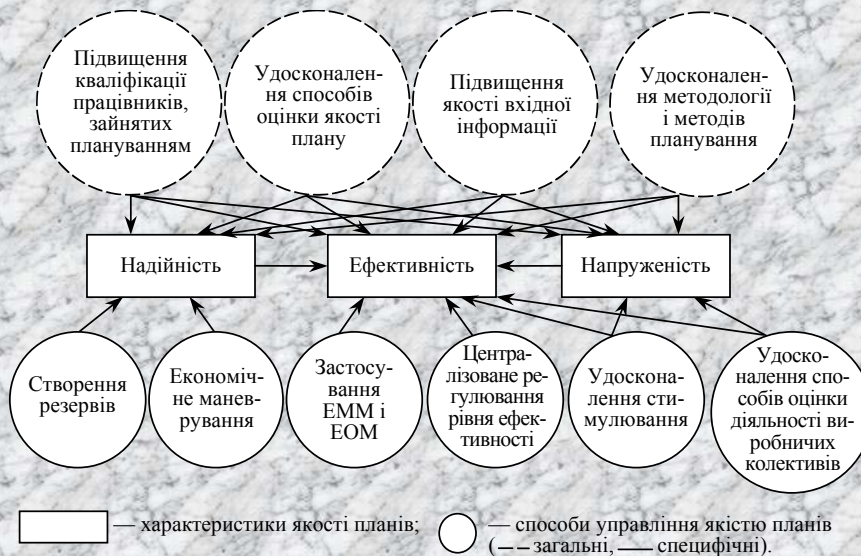 Підвищення
кваліфікації
працівників,
зайнятих
плануванням
Удосконален-
ня способів
оцінки якості
плану
Підвищення
якості вхідної
інформації
Удосконален-
ня методології
і методів
планування
Надійність
Ефективність
Напруженість
Створення
резервів
Економіч-
не манев-
рування
Застосу-
вання
ЕММ і
ЕОМ
Центра-
лізоване ре-
гулювання
рівня ефек-
тивності
Удоскона-
лення сти-
мулювання
Удоско-
налення спо-
собів оцінки
діяльності ви-
робничих
колективів
— характеристики якості планів;
— способи управління якістю планів
(– – загальні, — специфічні).